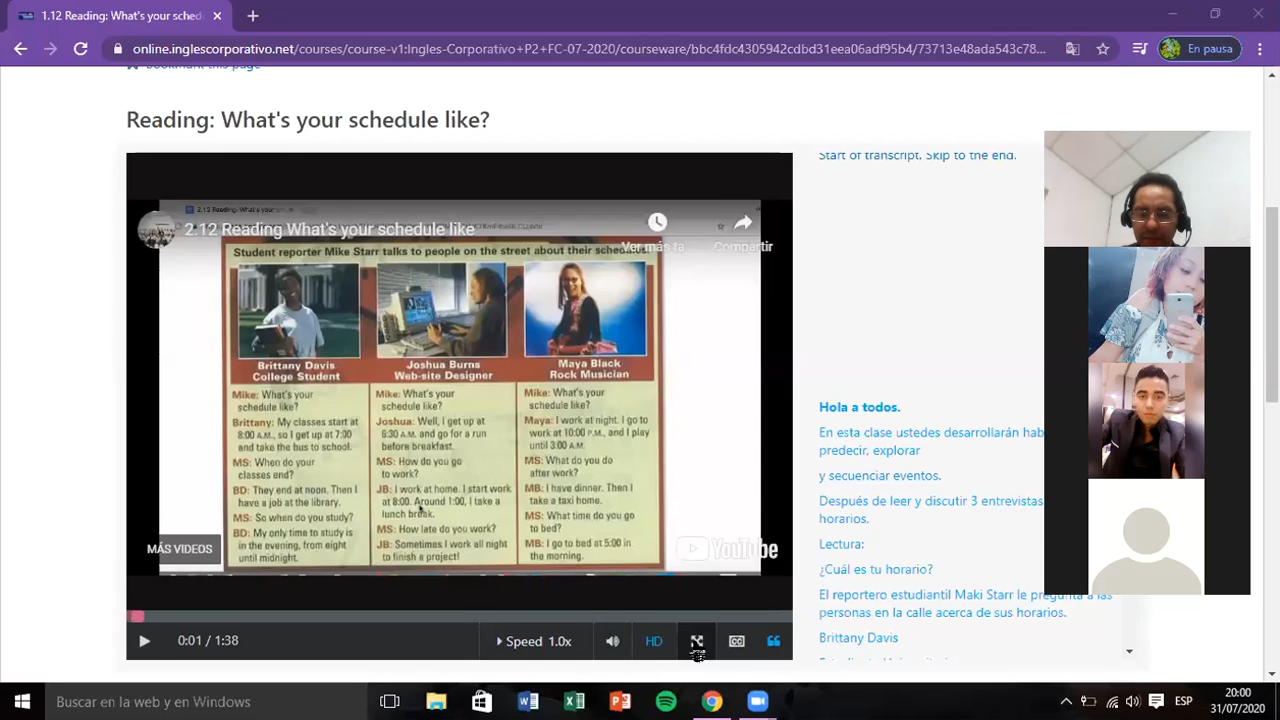 1.12 Reading: What's your sched
online.inglescorporativo.net/courses/course-v1:Ingles-Corporativo+P2+FC-07-2020/courseware/bbc4fdc4305942cdbd31eea06adf95b4/73713e48ada543c78...
En pausa
bookmark this page
Reading: What's your schedule like?
2.12 Reading What's your schedule like
Ver más ta
Compartir
Student reporter Mike Starr talks to people on the street about their schedules.
Brittany Davis
College Student
Mike: What's your
schedule like?
Brittany: My classes start at
8:00 A.M., so I get up at 7:00
and take the bus to school.
MS: When do your
classes end?
BD: They end at noon. Then I
have a job at the library.
MS: So when do you study?
BD: My only time to study is
in the evening, from eight
until midnight.
Joshua Burns
Web-site Designer
Mike: What's your
schedule like?
Joshua: Well, I get up at
6:30 A.M. and go for a run
before breakfast.
MS: How do you go
to work?
JB: I work at home. I start work
at 8:00. Around 1:00, I take a
lunch break.
MS: How late do you work?
JB: Sometimes I work all night
to finish a project!
Maya Black
Rock Musician
Mike: What's your
schedule like?
Maya: I work at night. I go to
work at 10:00 P.M., and I play
until 3:00 A.M.
MS: What do you do
after work?
MB: I have dinner. Then I
take a taxi home.
MS: What time do you go
to bed?
MB: I go to bed at 5:00 in
the morning.
MÁS VIDEOS
YouTube
0:01 / 1:38
Speed 1.0x
HD
CC
Start of transcript. Skip to the end.
Hola a todos.
En esta clase ustedes desarrollarán hab
predecir, explorar
y secuenciar eventos.
Después de leer y discutir 3 entrevistas
horarios.
Lectura:
¿Cuál es tu horario?
El reportero estudiantil Maki Starr le pregunta a las
personas en la calle acerca de sus horarios.
Brittany Davis
Buscar en la web y en Windows
ESP
20:00
31/07/2020